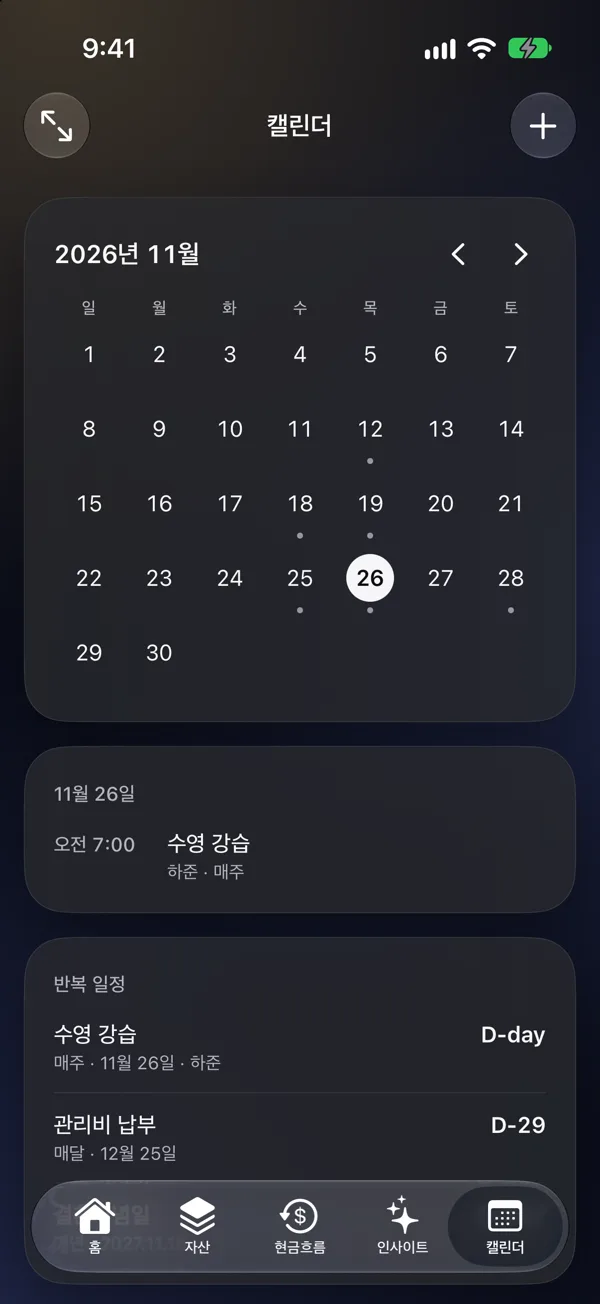 9:41
캘린더
2026년 11월
일 월 화 수 목 금 토
1 2 3 4 5 6 7
8 9 10 11 12 13 14
15 16 17 18 19 20 21
22 23 24 25 26 27 28
29 30
11월 26일
오전 7:00 수영 강습
하준 · 매주
반복 일정
수영 강습 D-day
매주 · 11월 26일 · 하준
관리비 납부 D-29
매달 · 12월 25일
홈 자산 현금흐름 인사이트 캘린더